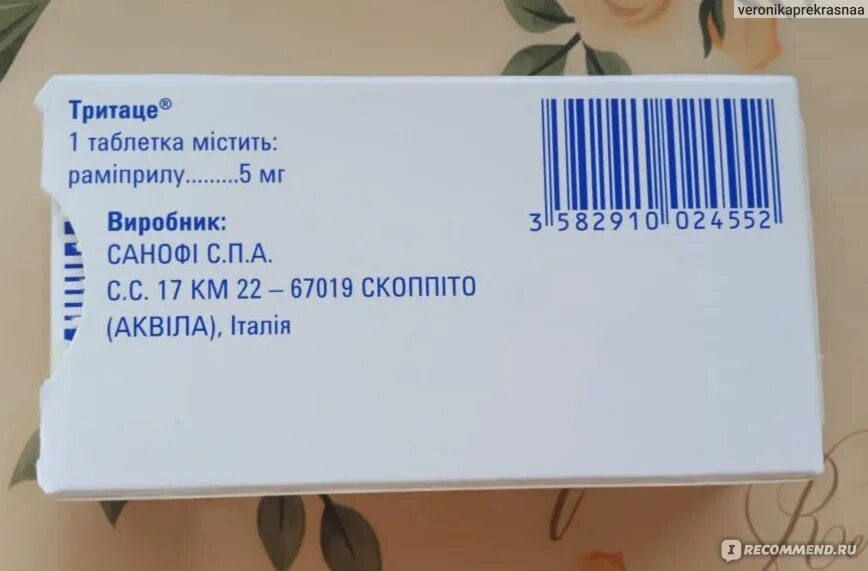 veronikaprekrasnaa
Тритаце®
1 таблетка містить:
раміприлу.........5 мг
Виробник:
САНОФІ С.П.А.
С.С. 17 КМ 22 – 67019 СКОППІТО
(АКВІЛА), Італія
3 582910 024552
I RECOMMEND.RU